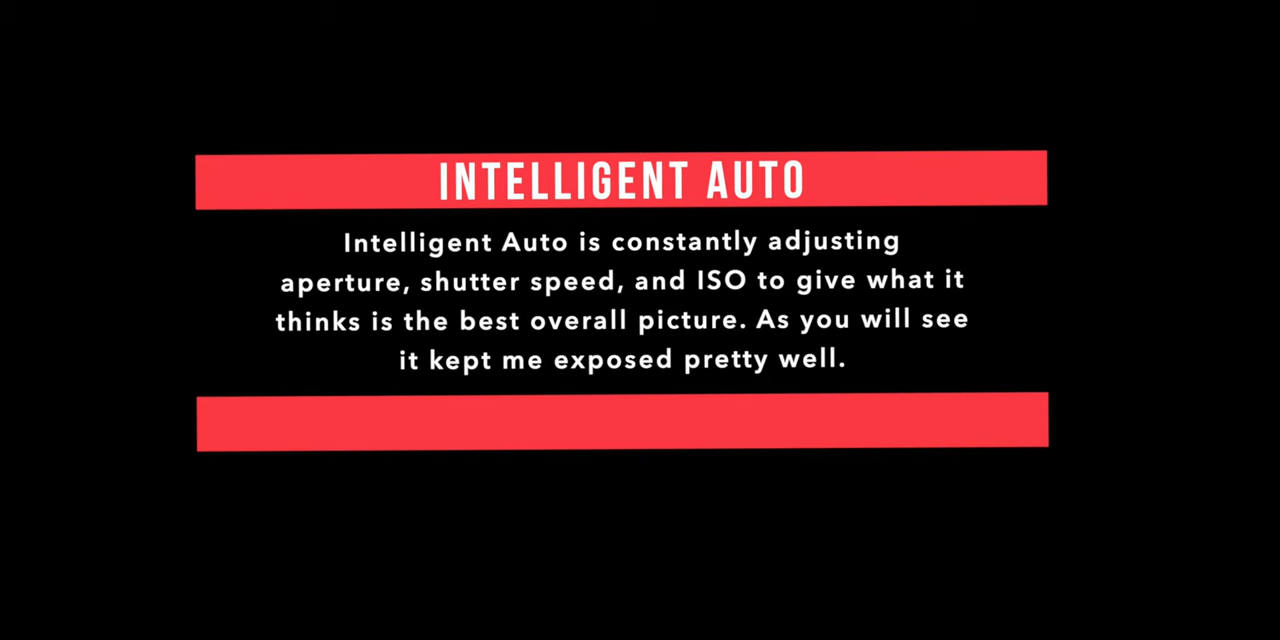 INTELLIGENT AUTO
Intelligent Auto is constantly adjusting
aperture, shutter speed, and ISO to give what it
thinks is the best overall picture. As you will see
it kept me exposed pretty well.